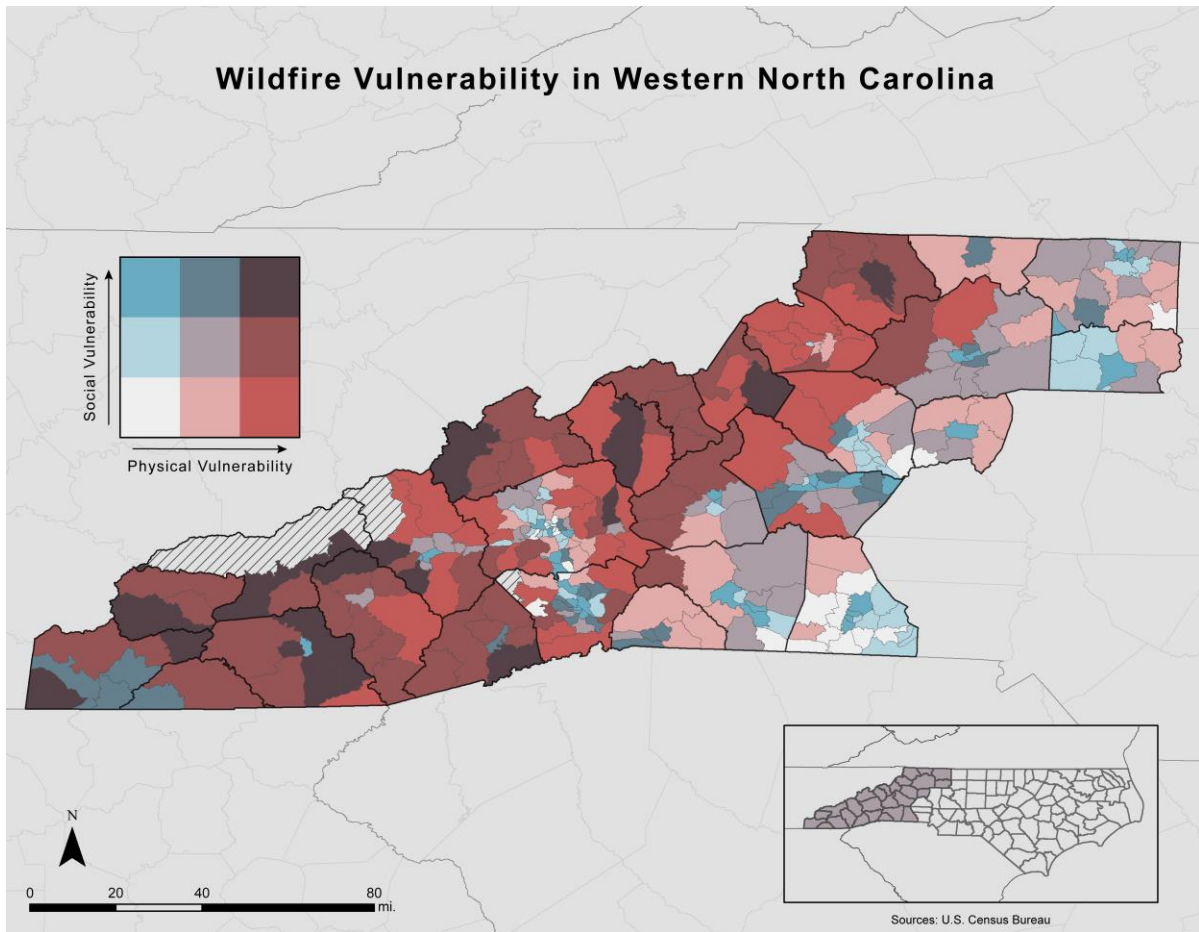 Wildfire Vulnerability in Western North Carolina
Social Vulnerability
Physical Vulnerability
N
0 20 40 80
mi.
Sources: U.S. Census Bureau